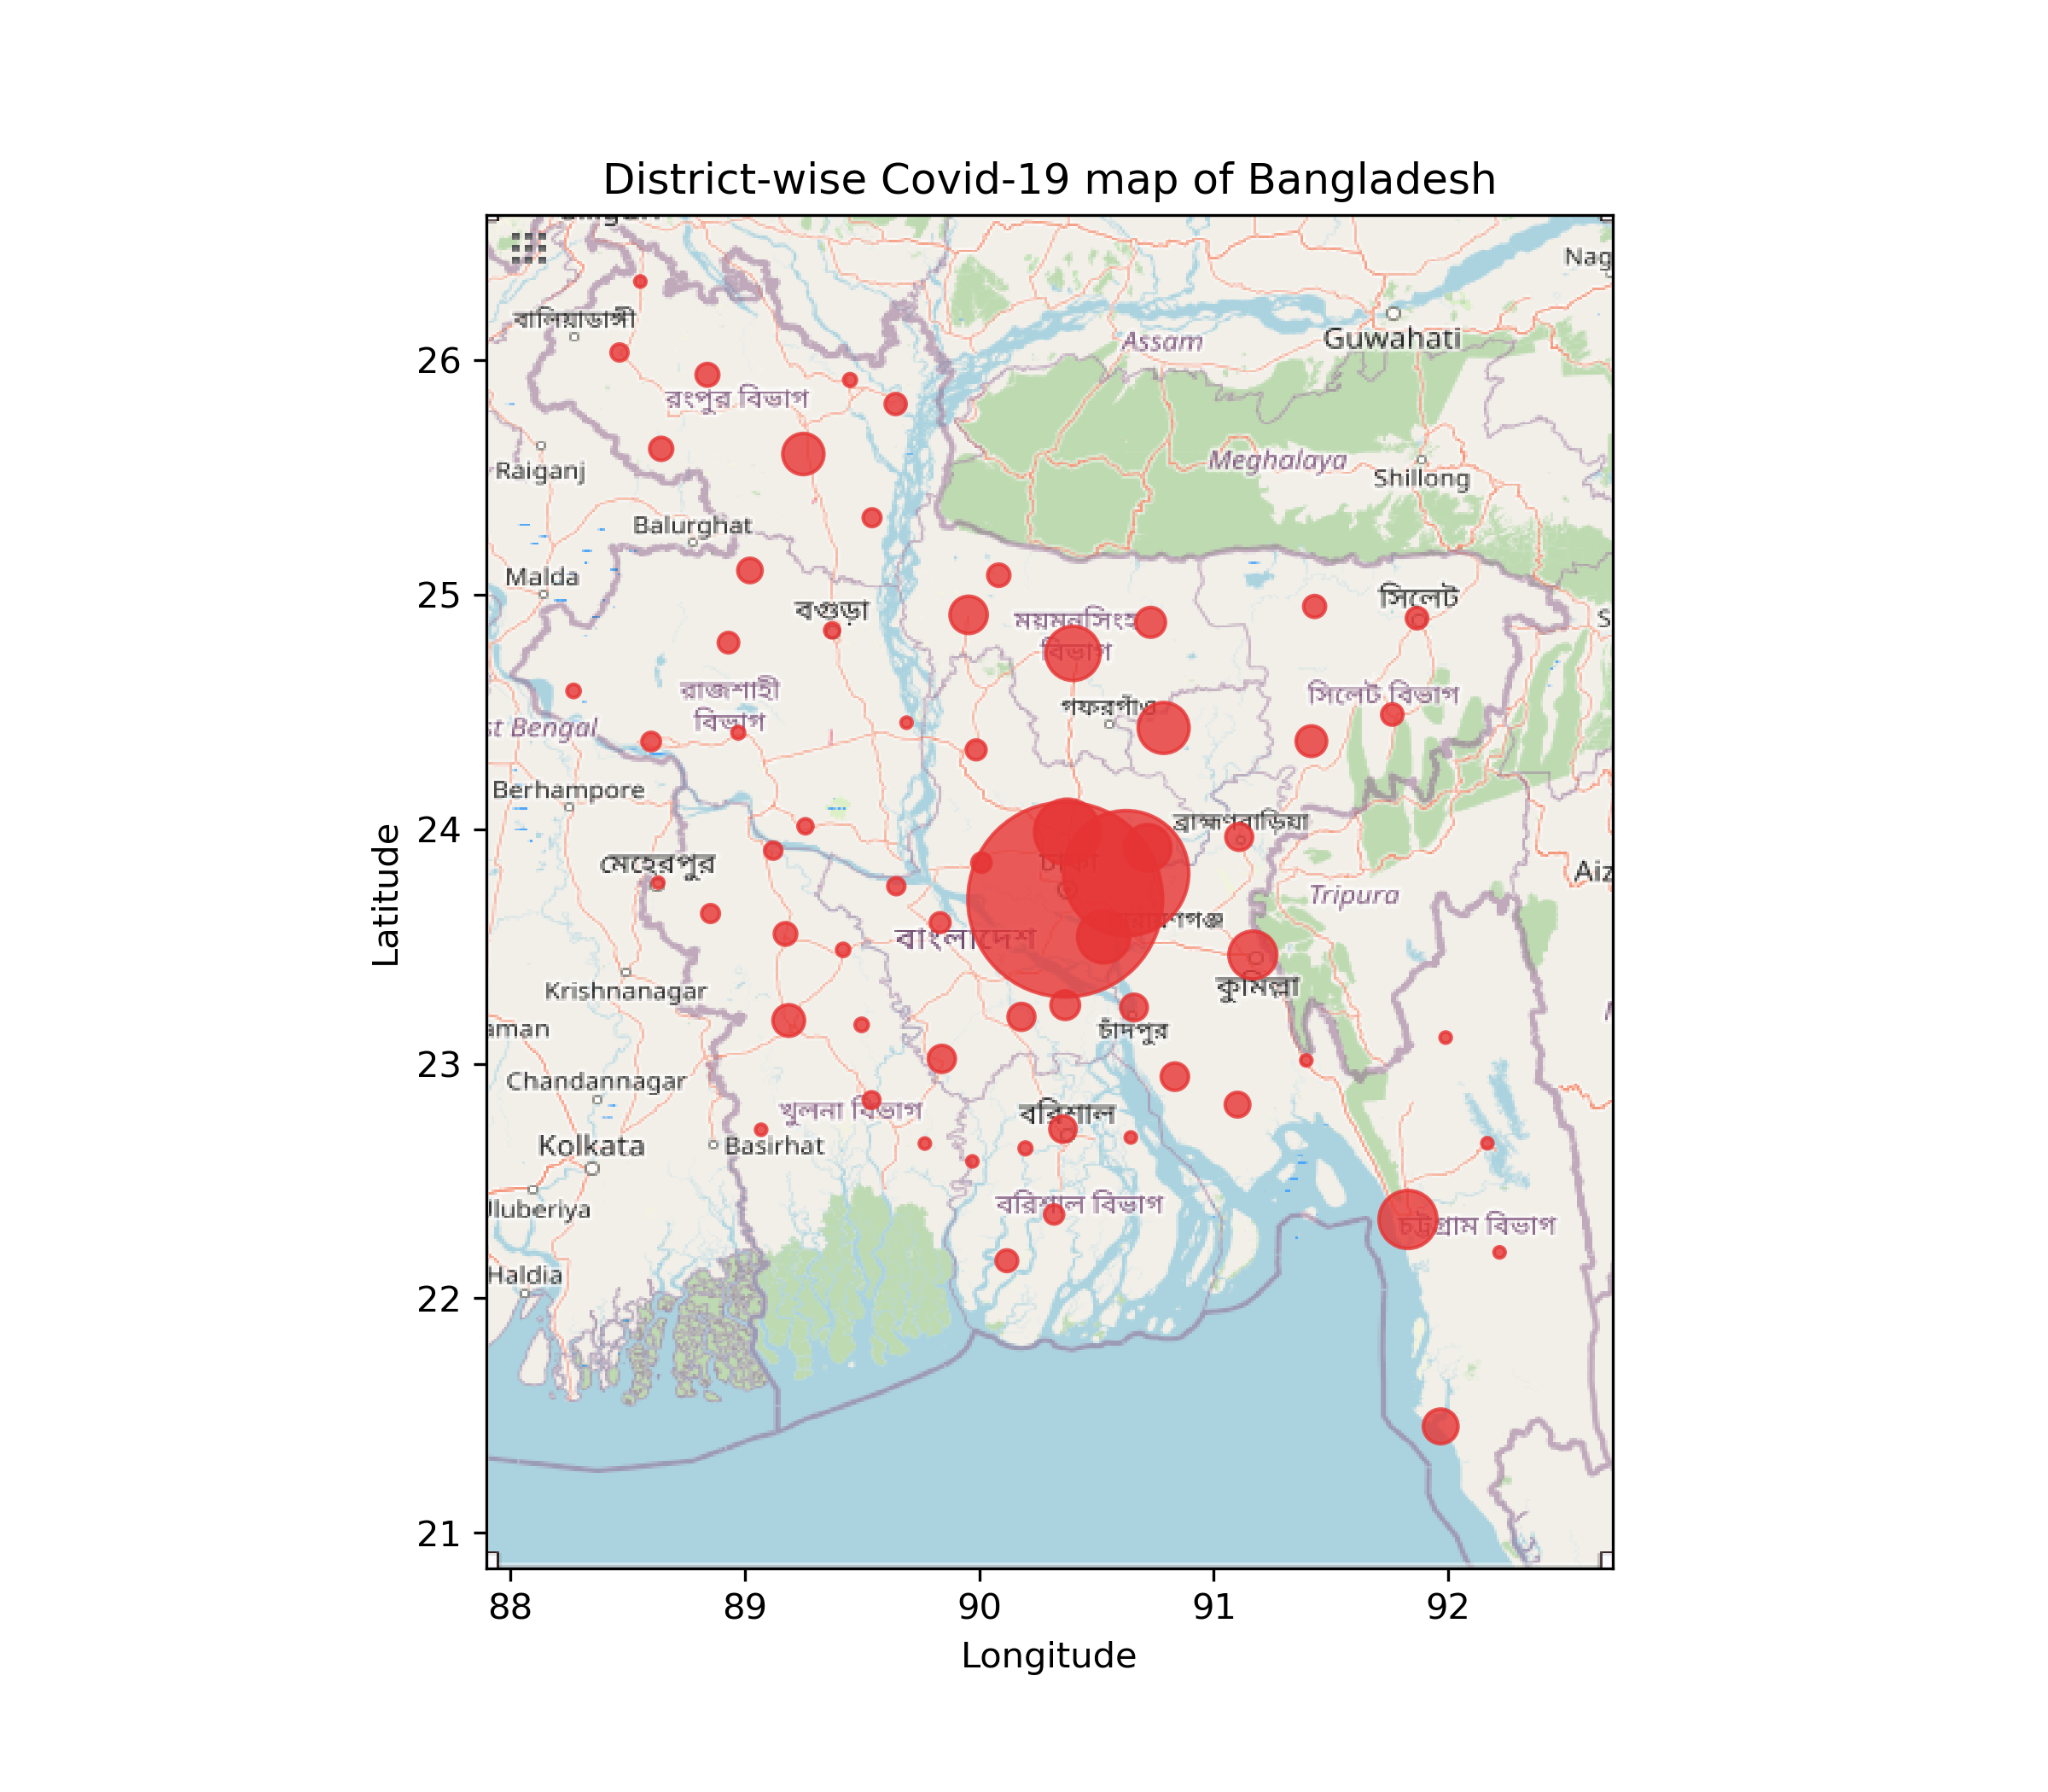 District-wise Covid-19 map of Bangladesh
Nag
বালিয়াডাঙ্গী
Guwahati
Assam
রংপুর বিভাগ
Meghalaya
Raiganj
Shillong
Balurghat
Malda
বগুড়া
সিলেট
ময়মনসিংহ
বিভাগ
S
রাজশাহী
বিভাগ
সিলেট বিভাগ
গফরগাঁও
st Bengal
Berhampore
ব্রাহ্মণবাড়িয়া
মেহেরপুর
ঢাকা
Aiz
Tripura
বাংলাদেশ
কুমিল্লা
Krishnanagar
চাঁদপুর
aman
Chandannagar
খুলনা বিভাগ
বরিশাল
Kolkata
Basirhat
বরিশাল বিভাগ
Iluberiya
চট্টগ্রাম বিভাগ
Haldia
26
25
24
23
22
21
Latitude
88 89 90 91 92
Longitude